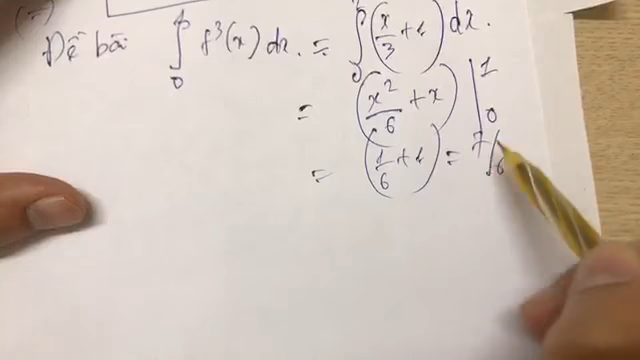 Đề bài ∫₀¹ f³(x) dx. = ∫₀¹ (x/3 + 1) dx.
= (x²/6 + x) |₀¹
= (1/6 + 1) = 7/6